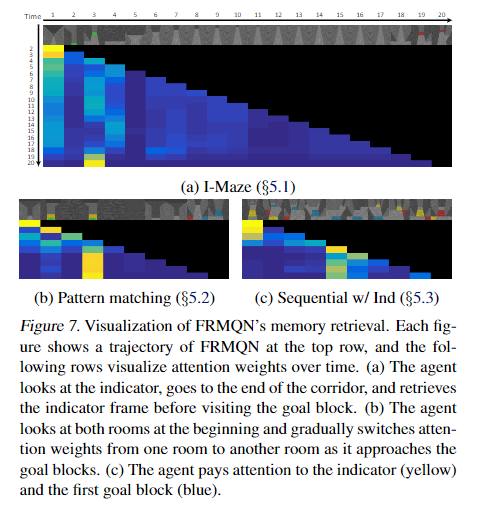 Time 1 2 3 4 5 6 7 8 9 10 11 12 13 14 15 16 17 18 19 20
2
3
4
5
6
7
8
9
10
11
12
13
14
15
16
17
18
19
20
(a) I-Maze (§5.1)
(b) Pattern matching (§5.2) (c) Sequential w/ Ind (§5.3)
Figure 7. Visualization of FRMQN's memory retrieval. Each fig-
ure shows a trajectory of FRMQN at the top row, and the fol-
lowing rows visualize attention weights over time. (a) The agent
looks at the indicator, goes to the end of the corridor, and retrieves
the indicator frame before visiting the goal block. (b) The agent
looks at both rooms at the beginning and gradually switches atten-
tion weights from one room to another room as it approaches the
goal blocks. (c) The agent pays attention to the indicator (yellow)
and the first goal block (blue).